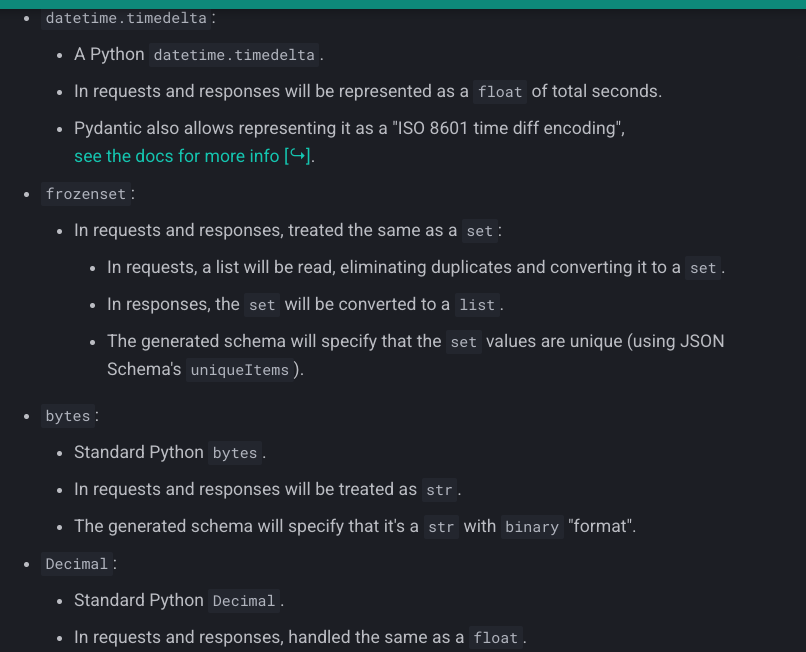 datetime.timedelta:
A Python datetime.timedelta.
In requests and responses will be represented as a float of total seconds.
Pydantic also allows representing it as a "ISO 8601 time diff encoding",
see the docs for more info [↪].
frozenset:
In requests and responses, treated the same as a set:
In requests, a list will be read, eliminating duplicates and converting it to a set.
In responses, the set will be converted to a list.
The generated schema will specify that the set values are unique (using JSON
Schema's uniqueItems).
bytes:
Standard Python bytes.
In requests and responses will be treated as str.
The generated schema will specify that it's a str with binary "format".
Decimal:
Standard Python Decimal.
In requests and responses, handled the same as a float.